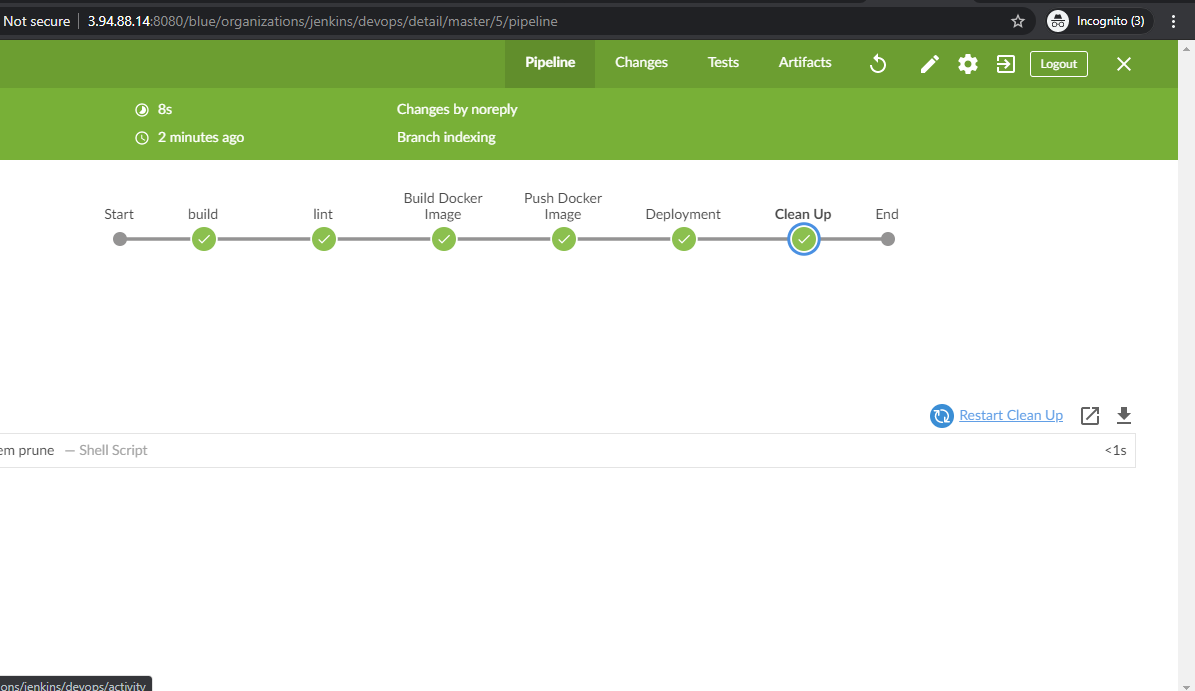 Not secure 3.94.88.14:8080/blue/organizations/jenkins/devops/detail/master/5/pipeline Incognito (3)
Pipeline Changes Tests Artifacts Logout
8s Changes by noreply
2 minutes ago Branch indexing
Start build lint Build Docker Image Push Docker Image Deployment Clean Up End
Restart Clean Up
em prune — Shell Script <1s
ons/jenkins/devops/activity